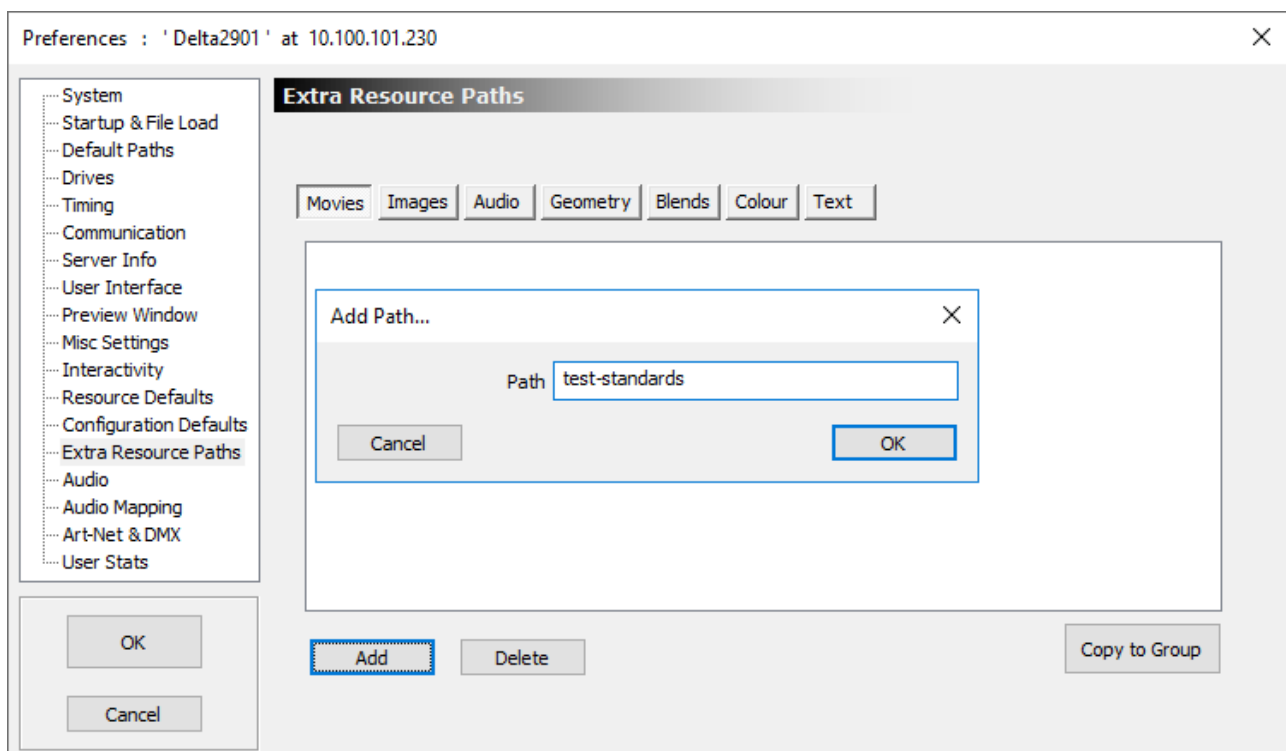 Preferences : ' Delta2901 ' at 10.100.101.230
System
Startup & File Load
Default Paths
Drives
Timing
Communication
Server Info
User Interface
Preview Window
Misc Settings
Interactivity
Resource Defaults
Configuration Defaults
Extra Resource Paths
Audio
Audio Mapping
Art-Net & DMX
User Stats
OK
Cancel
Extra Resource Paths
Movies Images Audio Geometry Blends Colour Text
Add Path...
Path test-standards
Cancel OK
Add Delete Copy to Group